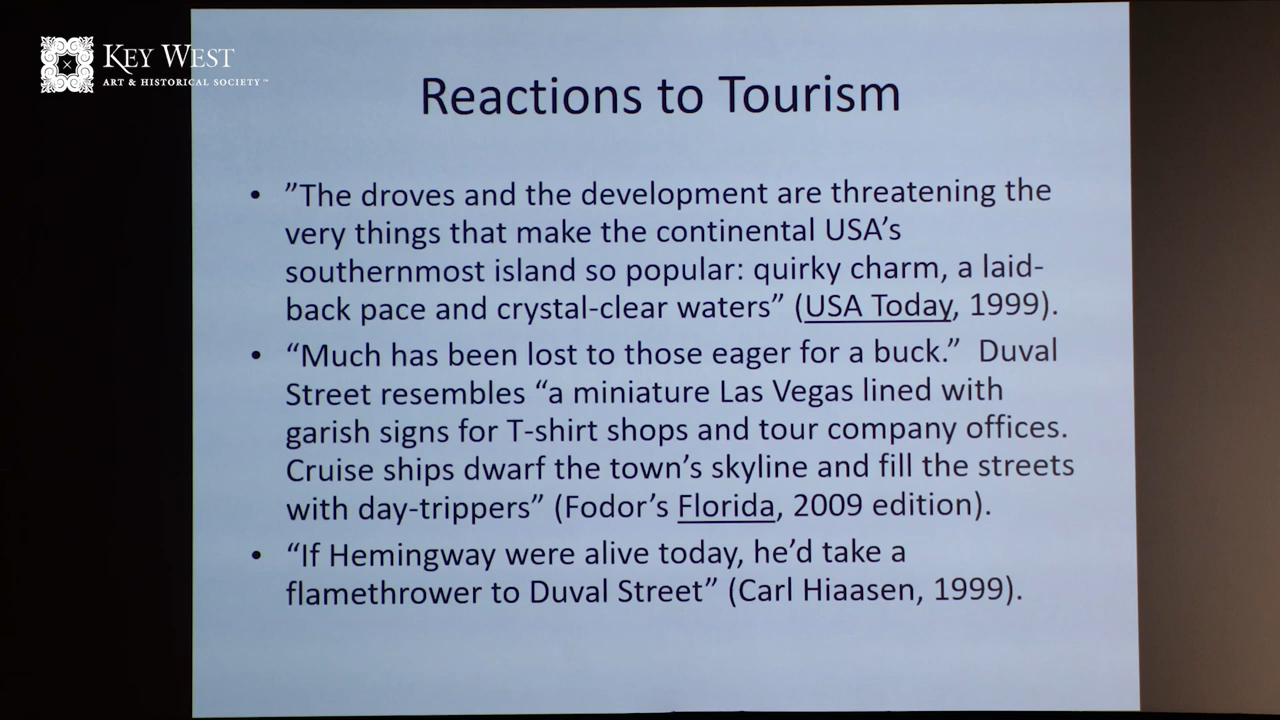 KEY WEST
ART & HISTORICAL SOCIETY™
Reactions to Tourism
• ”The droves and the development are threatening the
very things that make the continental USA’s
southernmost island so popular: quirky charm, a laid-
back pace and crystal-clear waters” (USA Today, 1999).
• “Much has been lost to those eager for a buck.” Duval
Street resembles “a miniature Las Vegas lined with
garish signs for T-shirt shops and tour company offices.
Cruise ships dwarf the town’s skyline and fill the streets
with day-trippers” (Fodor’s Florida, 2009 edition).
• “If Hemingway were alive today, he’d take a
flamethrower to Duval Street” (Carl Hiaasen, 1999).